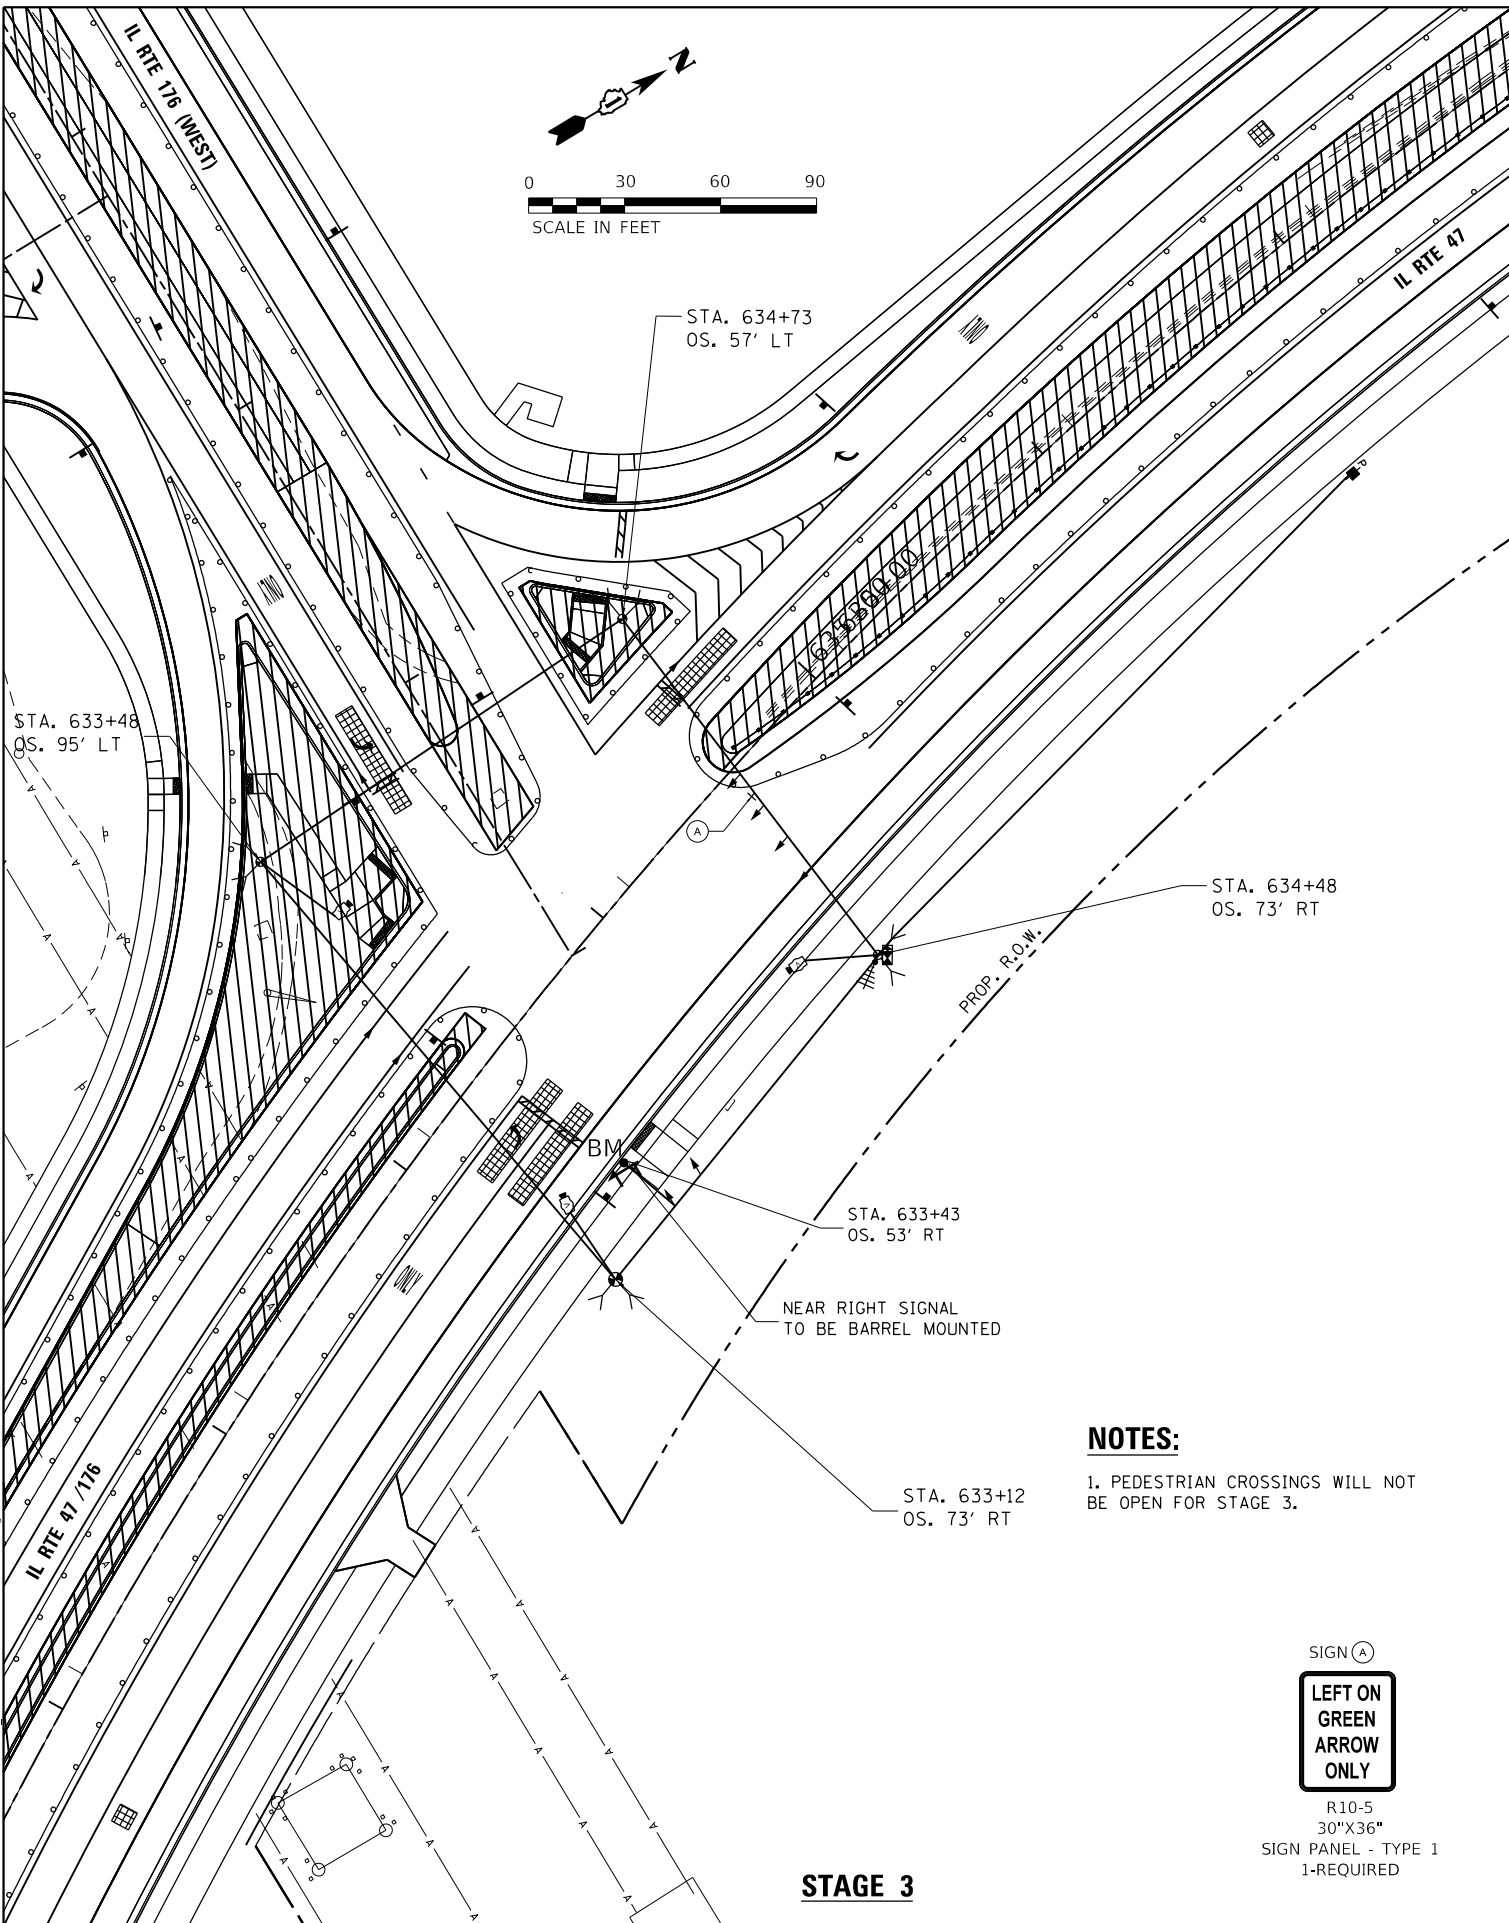 IL RTE 176 (WEST)
N
1
0 30 60 90
SCALE IN FEET
IL RTE 47
STA. 634+73
OS. 57' LT
STA. 633+48
OS. 95' LT
A
STA. 634+48
OS. 73' RT
PROP. R.O.W.
BM
STA. 633+43
OS. 53' RT
NEAR RIGHT SIGNAL
TO BE BARREL MOUNTED
IL RTE 47 /176
STA. 633+12
OS. 73' RT
NOTES:
1. PEDESTRIAN CROSSINGS WILL NOT
BE OPEN FOR STAGE 3.
SIGN A
LEFT ON
GREEN
ARROW
ONLY
R10-5
30"X36"
SIGN PANEL - TYPE 1
1-REQUIRED
STAGE 3